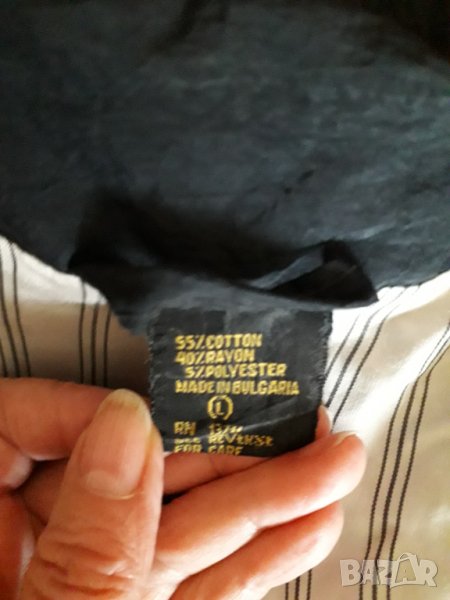 55% COTTON
40% RAYON
5% POLYESTER
MADE IN BULGARIA
L
RN
SEE REVERSE
FOR CARE
BAZAR